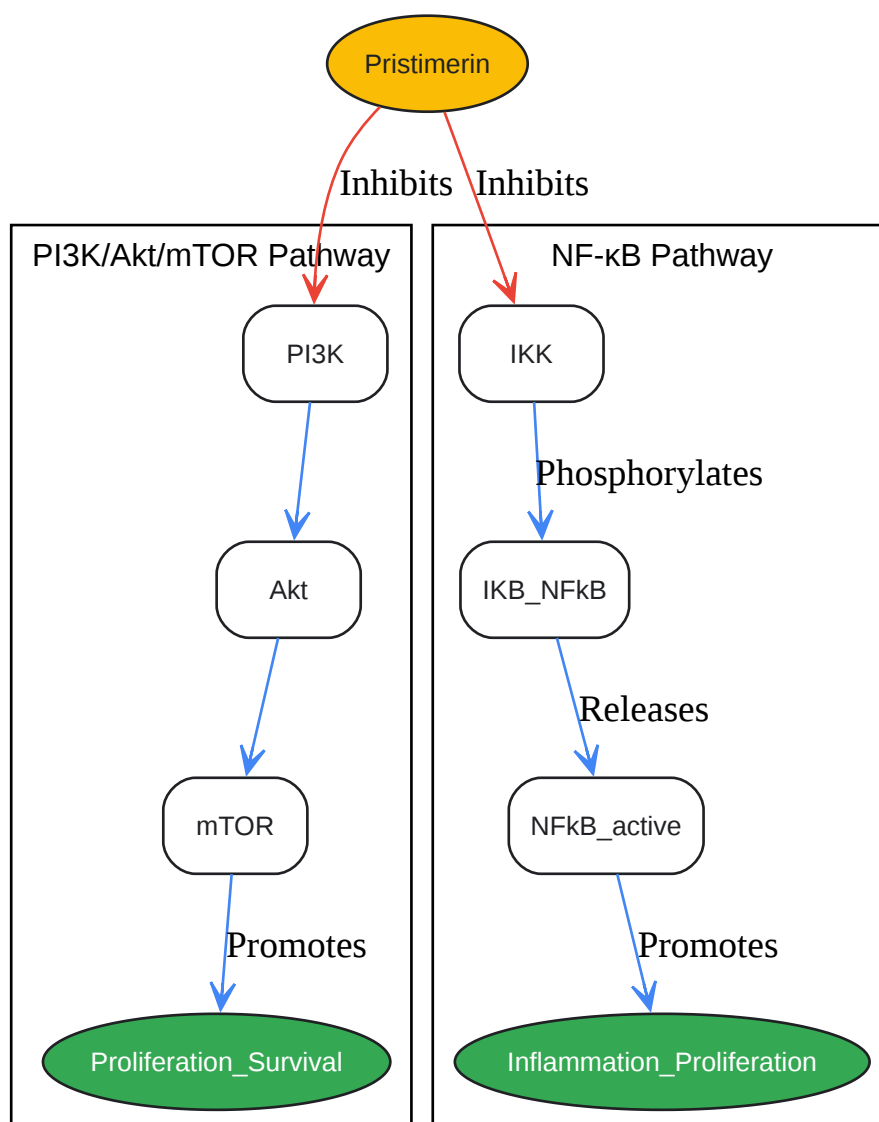 Pristimerin
Inhibits Inhibits
PI3K/Akt/mTOR Pathway
NF-κB Pathway
PI3K
IKK
Phosphorylates
Akt
IKB_NFkB
Releases
mTOR
NFkB_active
Promotes
Promotes
Proliferation_Survival
Inflammation_Proliferation